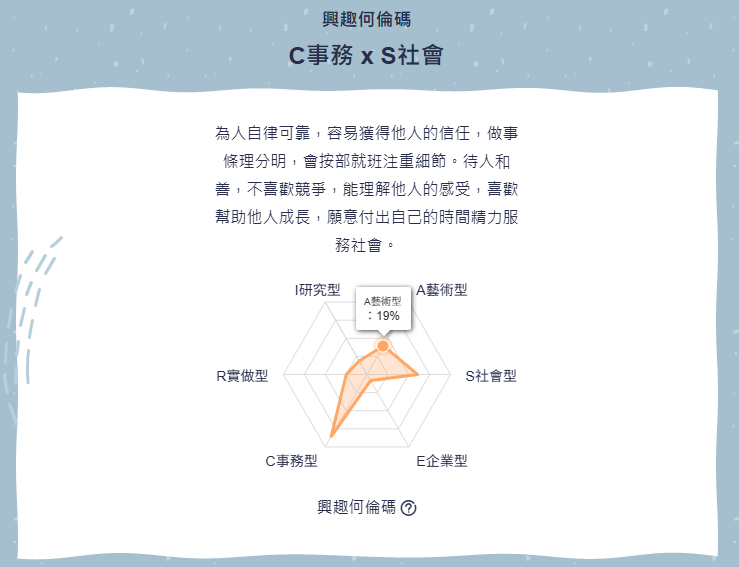 興趣何倫碼
C事務 x S社會
為人自律可靠，容易獲得他人的信任，做事
條理分明，會按部就班注重細節。待人和
善，不喜歡競爭，能理解他人的感受，喜歡
幫助他人成長，願意付出自己的時間精力服
務社會。
I研究型
A藝術型
A藝術型
：19%
R實做型
S社會型
C事務型
E企業型
興趣何倫碼 ?